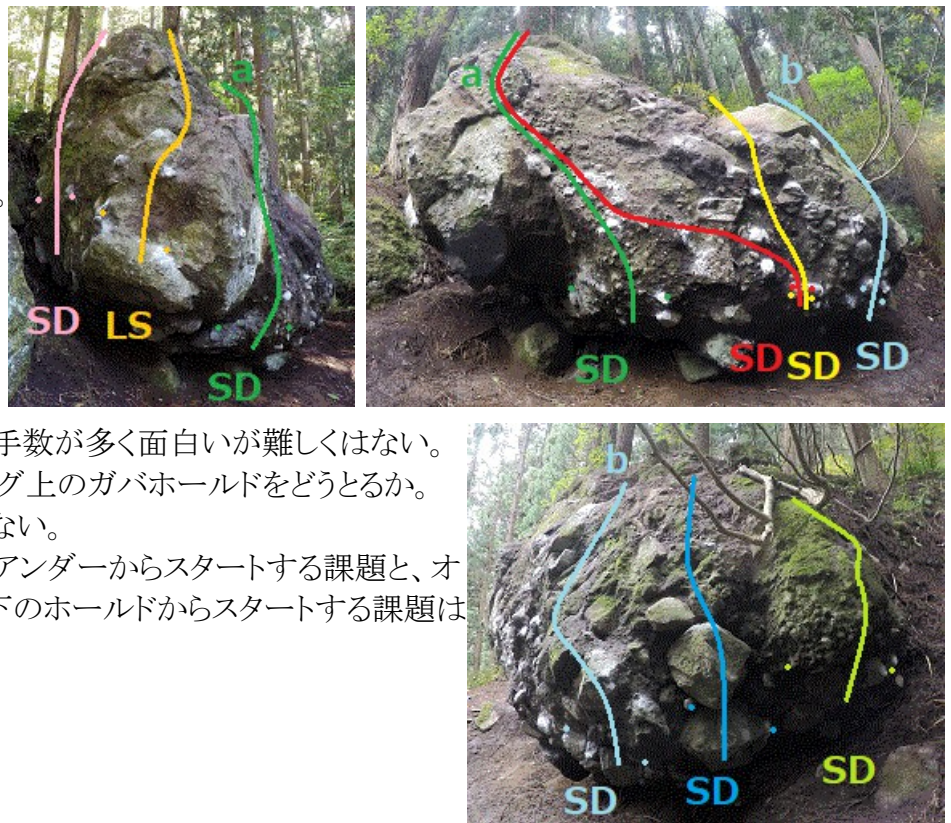 a
b
a
。
SD
LS
SD
SD
SD
SD
SD
手数が多く面白いが難しくはない。
グ上のガバホールドをどうとるか。
ない。
アンダーからスタートする課題と、オ
下のホールドからスタートする課題は
b
SD
SD
SD